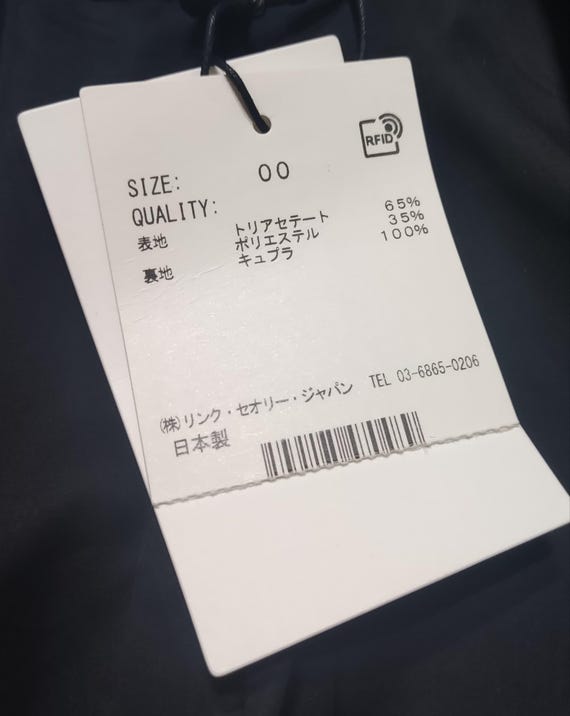 RFID
SIZE: 00
QUALITY:
表地 トリアセテート 65%
ポリエステル 35%
裏地 キュプラ 100%
(株)リンク・セオリー・ジャパン TEL 03-6865-0206
日本製